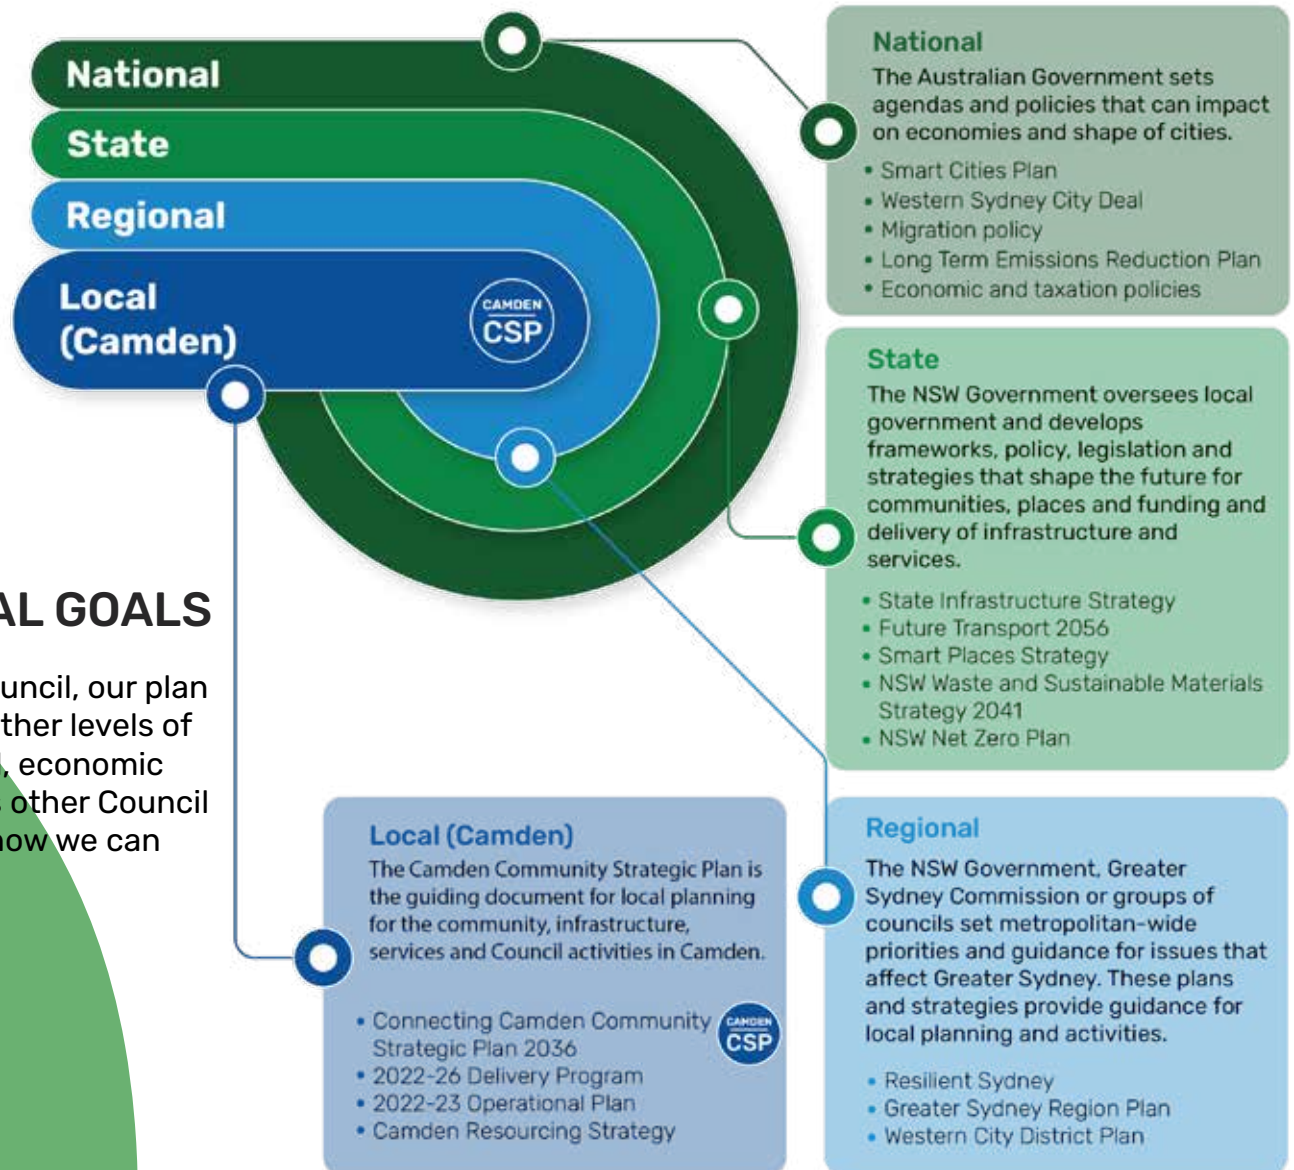 National
State
Regional
Local
(Camden)
CAMDEN
CSP
National
The Australian Government sets
agendas and policies that can impact
on economies and shape of cities.
• Smart Cities Plan
• Western Sydney City Deal
• Migration policy
• Long Term Emissions Reduction Plan
• Economic and taxation policies
State
The NSW Government oversees local
government and develops
frameworks, policy, legislation and
strategies that shape the future for
communities, places and funding and
delivery of infrastructure and
services.
• State Infrastructure Strategy
• Future Transport 2056
• Smart Places Strategy
• NSW Waste and Sustainable Materials
Strategy 2041
• NSW Net Zero Plan
AL GOALS
ouncil, our plan
ther levels of
, economic
s other Council
how we can
Local (Camden)
The Camden Community Strategic Plan is
the guiding document for local planning
for the community, infrastructure,
services and Council activities in Camden.
• Connecting Camden Community
Strategic Plan 2036
• 2022-26 Delivery Program
• 2022-23 Operational Plan
• Camden Resourcing Strategy
CAMDEN
CSP
Regional
The NSW Government, Greater
Sydney Commission or groups of
councils set metropolitan-wide
priorities and guidance for issues that
affect Greater Sydney. These plans
and strategies provide guidance for
local planning and activities.
• Resilient Sydney
• Greater Sydney Region Plan
• Western City District Plan